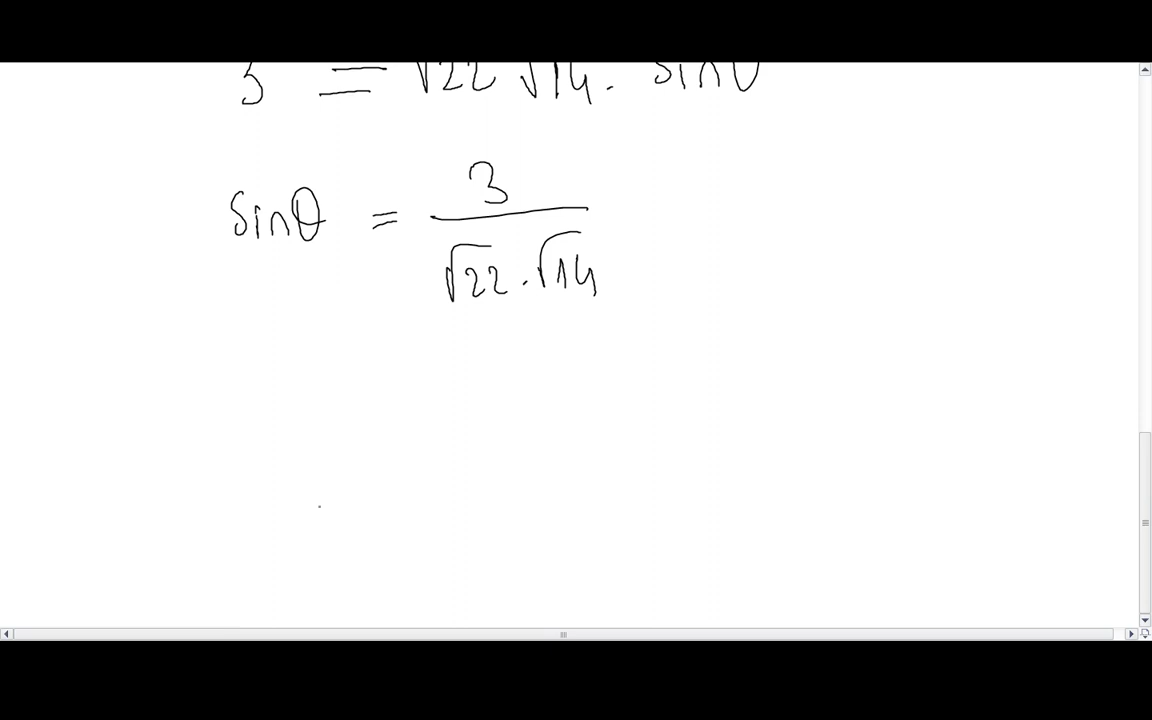 3 = √22 √14 . sinθ
sinθ = 3 / √22 . √14